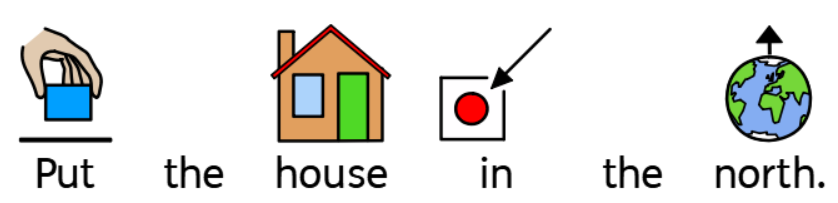 Put the house in the north.